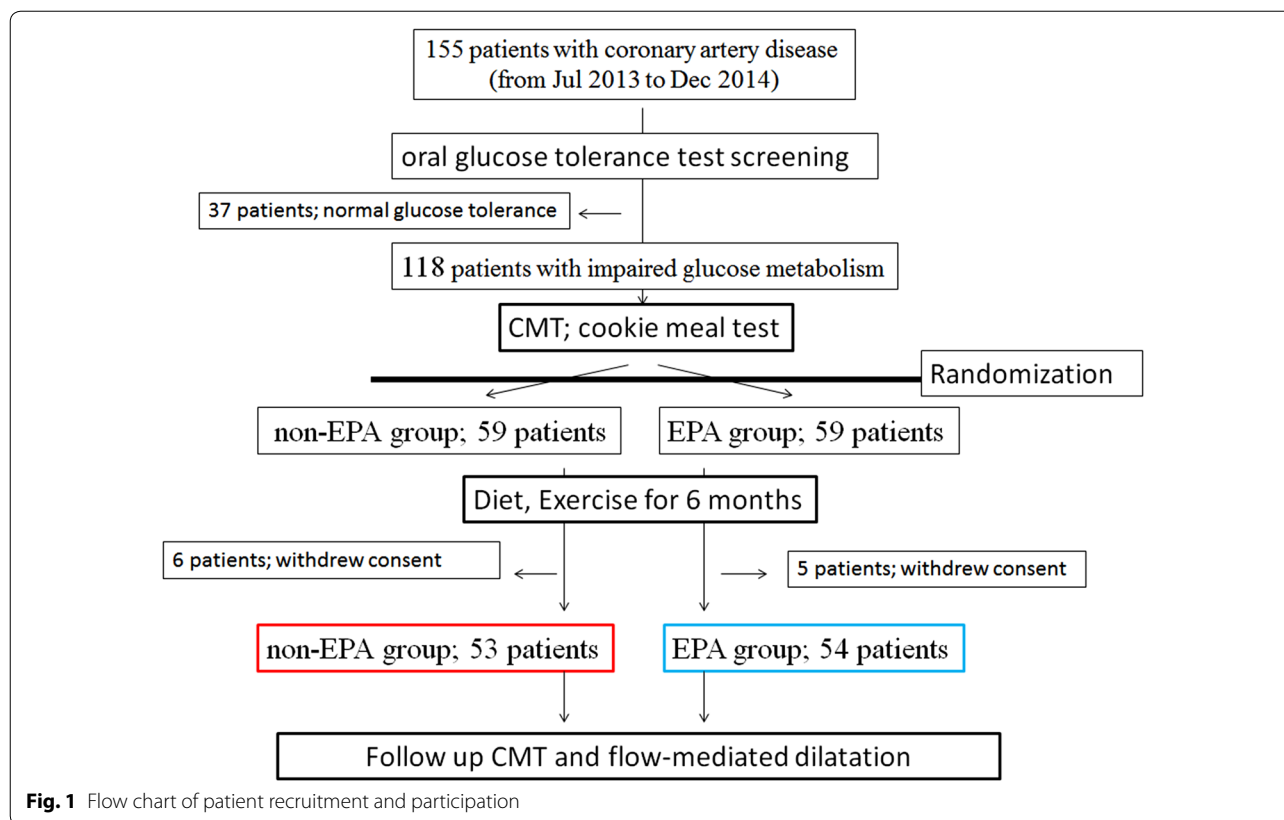 155 patients with coronary artery disease
(from Jul 2013 to Dec 2014)
oral glucose tolerance test screening
37 patients; normal glucose tolerance
118 patients with impaired glucose metabolism
CMT; cookie meal test
Randomization
non-EPA group; 59 patients
EPA group; 59 patients
Diet, Exercise for 6 months
6 patients; withdrew consent
5 patients; withdrew consent
non-EPA group; 53 patients
EPA group; 54 patients
Follow up CMT and flow-mediated dilatation
Fig. 1 Flow chart of patient recruitment and participation